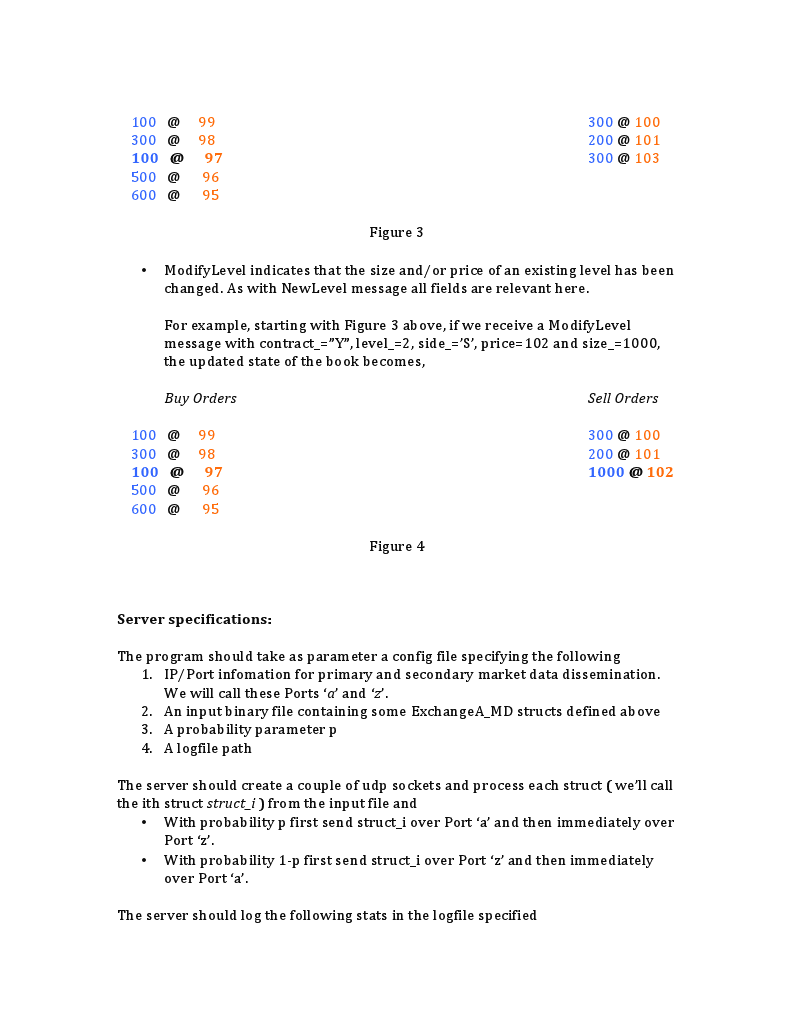 100 @ 99 300 @ 100
300 @ 98 200 @ 101
100 @ 97 300 @ 103
500 @ 96
600 @ 95
Figure 3
• ModifyLevel indicates that the size and/or price of an existing level has been
changed. As with NewLevel message all fields are relevant here.
For example, starting with Figure 3 above, if we receive a ModifyLevel
message with contract_=”Y”, level_=2, side_=’S’, price=102 and size_=1000,
the updated state of the book becomes,
Buy Orders Sell Orders
100 @ 99 300 @ 100
300 @ 98 200 @ 101
100 @ 97 1000 @ 102
500 @ 96
600 @ 95
Figure 4
Server specifications:
The program should take as parameter a config file specifying the following
1. IP/Port infomation for primary and secondary market data dissemination.
We will call these Ports ‘a’ and ‘z’.
2. An input binary file containing some ExchangeA_MD structs defined above
3. A probability parameter p
4. A logfile path
The server should create a couple of udp sockets and process each struct ( we’ll call
the ith struct struct_i ) from the input file and
• With probability p first send struct_i over Port ‘a’ and then immediately over
Port ‘z’.
• With probability 1-p first send struct_i over Port ‘z’ and then immediately
over Port ‘a’.
The server should log the following stats in the logfile specified